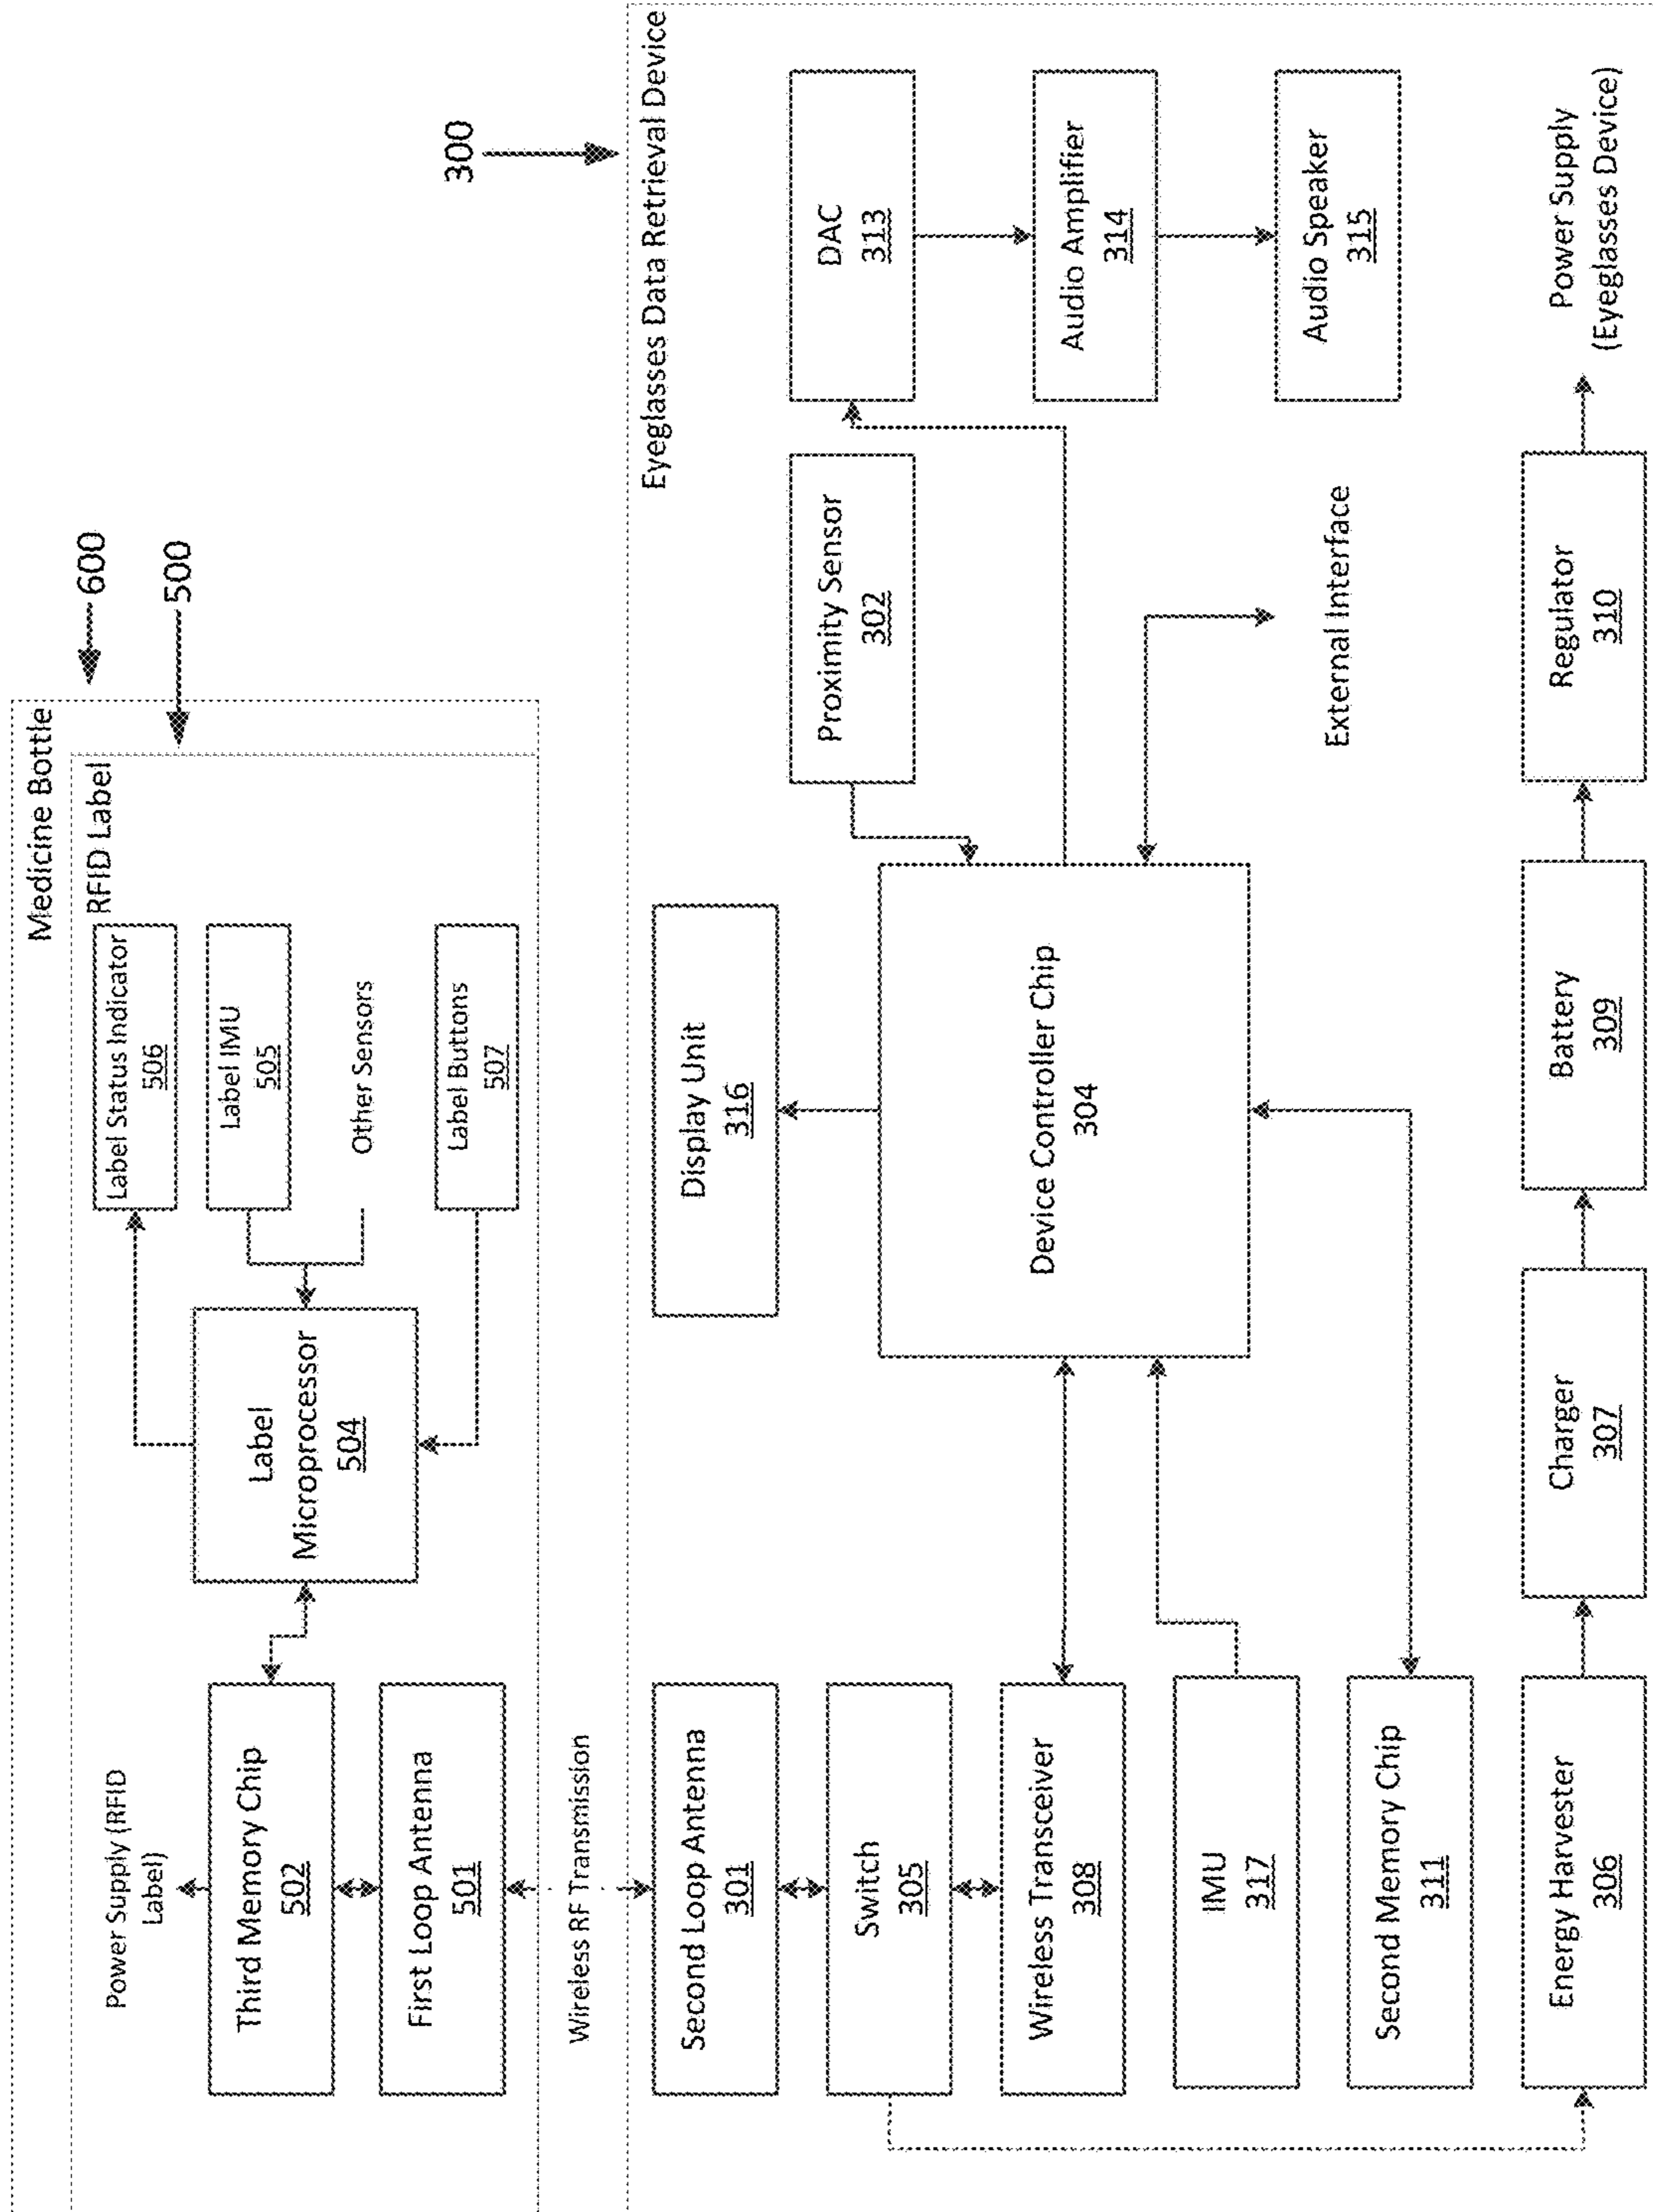 600
500
Medicine Bottle
RFID Label
Power Supply (RFID
Label)
Third Memory Chip
502
First Loop Antenna
501
Label
Microprocessor
504
Label Status Indicator
506
Label IMU
505
Other Sensors
Label Buttons
507
Wireless RF Transmission
300
Eyeglasses Data Retrieval Device
Second Loop Antenna
301
Switch
305
Wireless Transceiver
308
IMU
317
Second Memory Chip
311
Energy Harvester
306
Display Unit
316
Device Controller Chip
304
Proximity Sensor
302
External Interface
DAC
313
Audio Amplifier
314
Audio Speaker
315
Charger
307
Battery
309
Regulator
310
Power Supply
(Eyeglasses Device)